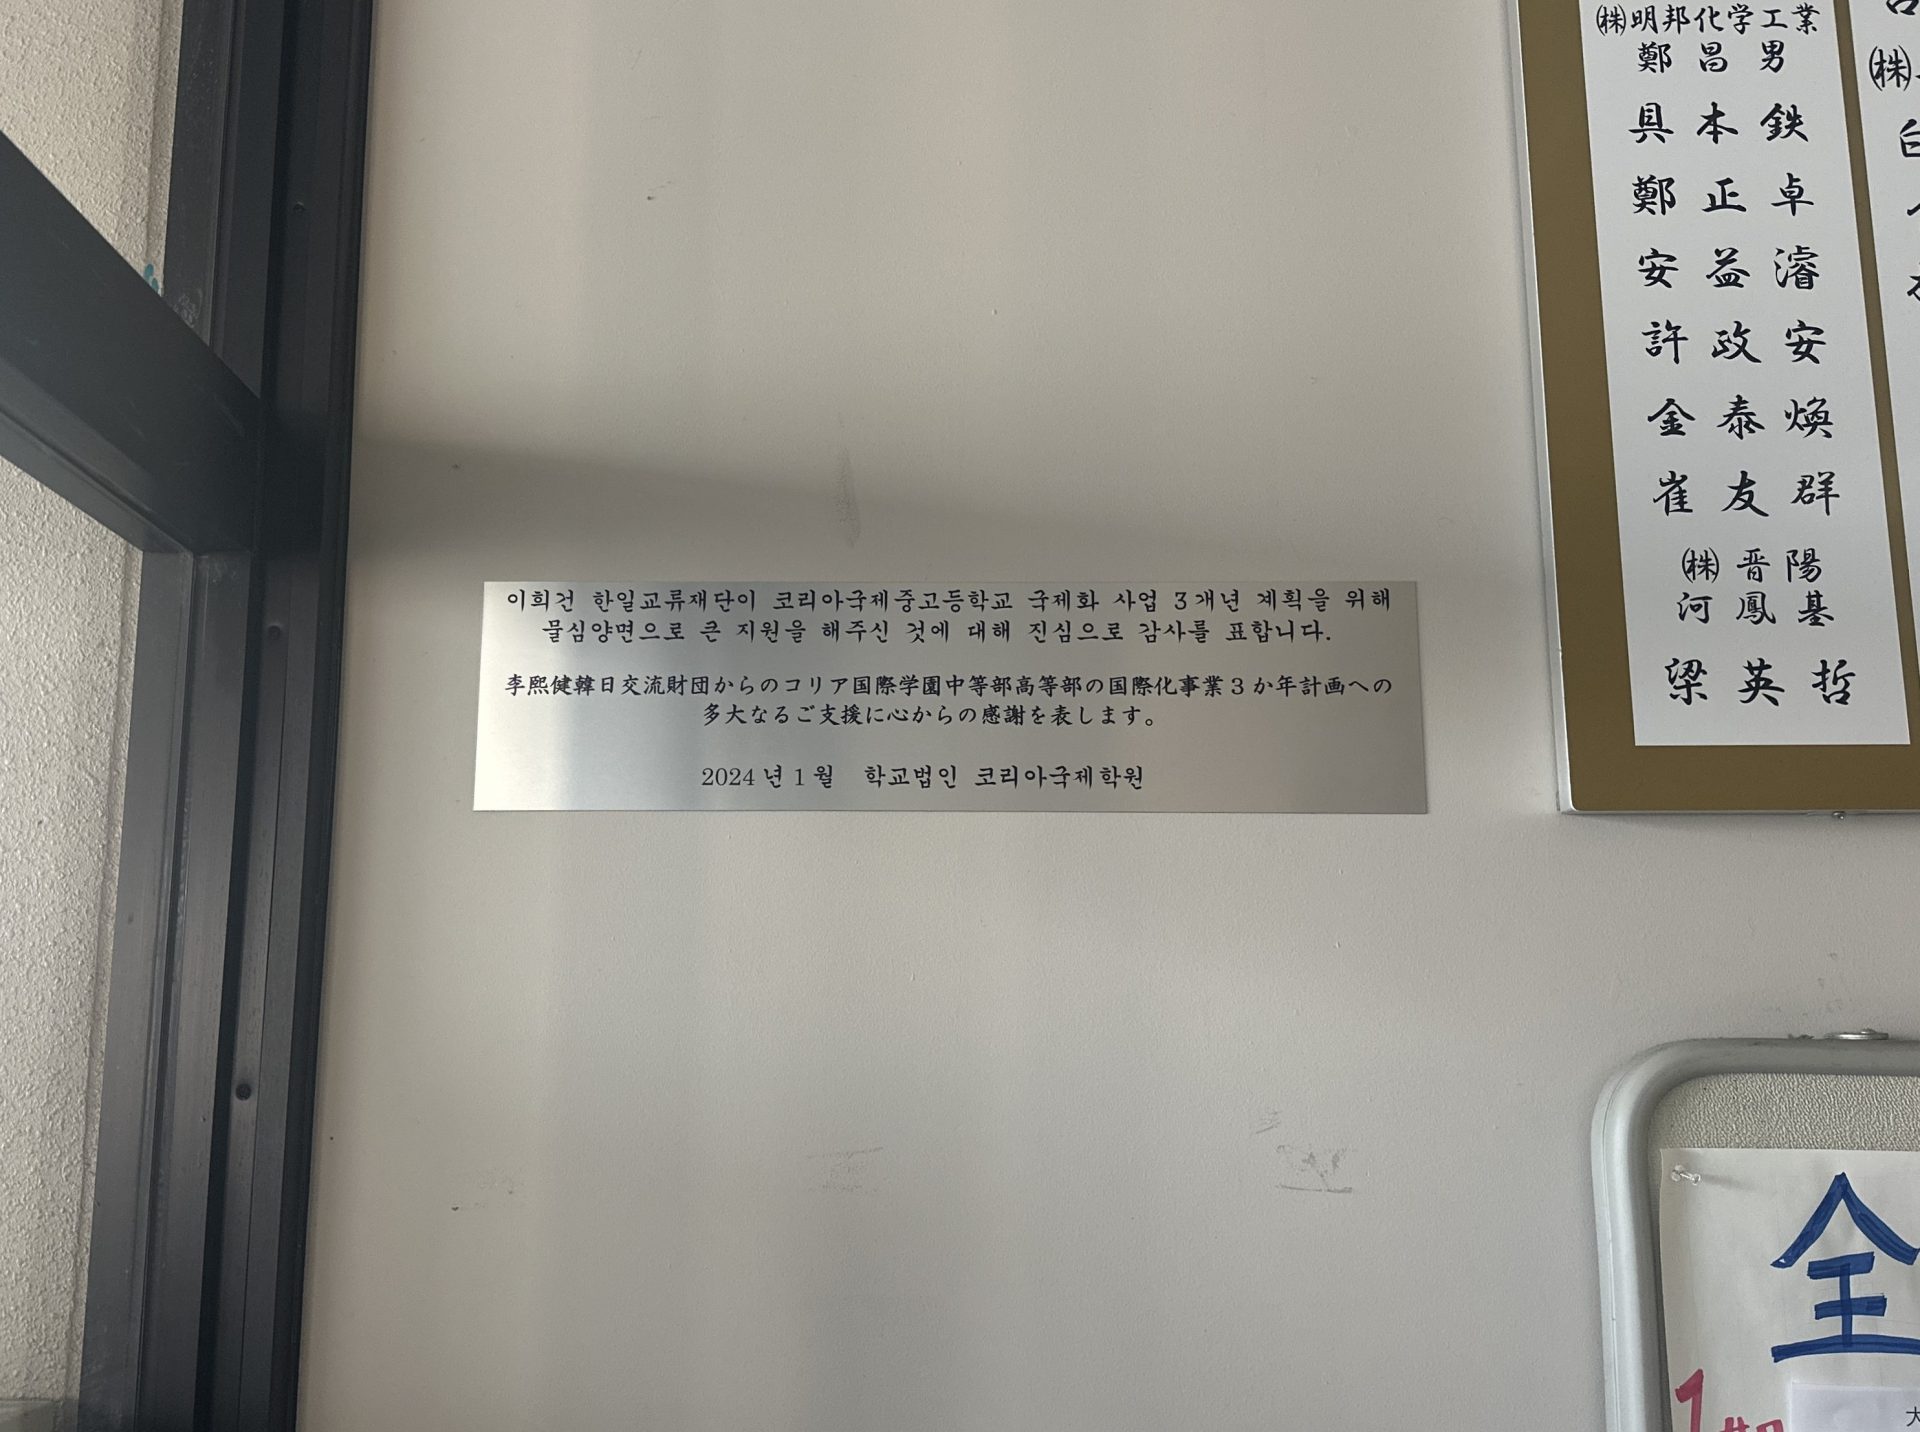 이희건 한일교류재단이 코리아국제중고등학교 국제화 사업 3개년 계획을 위해
물심양면으로 큰 지원을 해주신 것에 대해 진심으로 감사를 표합니다.
李熙健韓日交流財団からのコリア国際学園中等部高等部の国際化事業3か年計画への
多大なるご支援に心からの感謝を表します。
2024년 1월 학교법인 코리아국제학원
㈱明邦化学工業
鄭昌男
具本鉄
鄭正卓
安益濬
許政安
金泰煥
崔友群
㈱晋陽
河鳳基
梁英哲
㈱
全
1
大